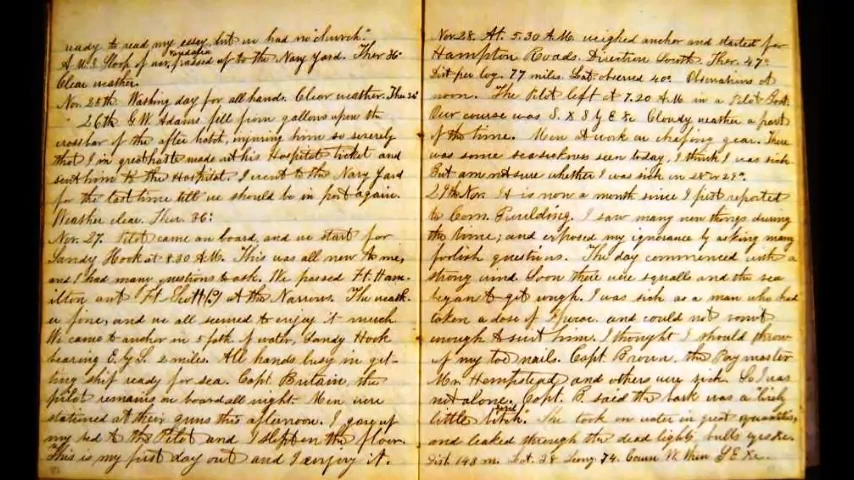 ready to read my essay but we had no church.
Vandalia
A U.S. Sloop of war, passed up to the Navy Yard. Ther 36°
Clear weather.
Nov. 25th Washing day for all hands. Clear weather. Ther
" 26th G.W. Adams fell from gallows upon the
crossbar of the after hatch, injuring him so severely
that I in great haste made out his Hospital ticket and
sent him to the Hospital. I went to the Navy Yard
for the last time till we should be in port again.
Weather clear. Ther. 36°
Nov. 27. Pilot came on board, and we start for
Sandy Hook at 8.30 A.M. This was all new to me,
and I had many questions to ask. We passed Ft. Ham-
ilton and Ft. Scott(?) at the Narrows. The weath-
er fine, and we all seemed to enjoy it much.
We came to anchor in 5 fath. of water, Sandy Hook
bearing E. by S. 2 miles. All hands busy in get-
ting ship ready for sea. Capt. Britain, the
pilot remains on board all night. Men were
stationed at their guns this afternoon. I gave up
my bed to the Pilot and I slept on the floor.
This is my first day out and I enjoy it.
Nov 28. At 5.30 A.M. weighed anchor and started for
Hampton Roads. Direction South. Ther. 47°
Dist per log. 77 miles. Lat. observed 40°. Observations at
noon. The Pilot left at 7.20 A.M. in a Pilot Boat.
Our course was S. X S by E &c Cloudy weather a part
of the time. Men at work on chafing gear. There
was some seasickness seen today. I think I was sick
But am not sure whether I was sick on 28 or 29th.
29th Nov. It is now a month since I first reported
to Com. Breulding. I saw many new things during
the time; and exposed my ignorance by asking many
foolish questions. The day commenced with a
strong wind. Soon there were squalls and the sea
began to get rough. I was sick as a man who had
taken a dose of Ipecac. and could not vomit
enough to suit him. I thought I should throw
up my toe nails. Capt. Brown, the Paymaster
Mr. Hempstead and others were sick. So I was
not alone. Capt. B. said the bark was a lively
little bitch. She took on water in great quantities,
and leaked through the dead lights, bulls eyes &c.
Dist. 148 m. Lat. 38 Long. 74. Course W. then S E &c.